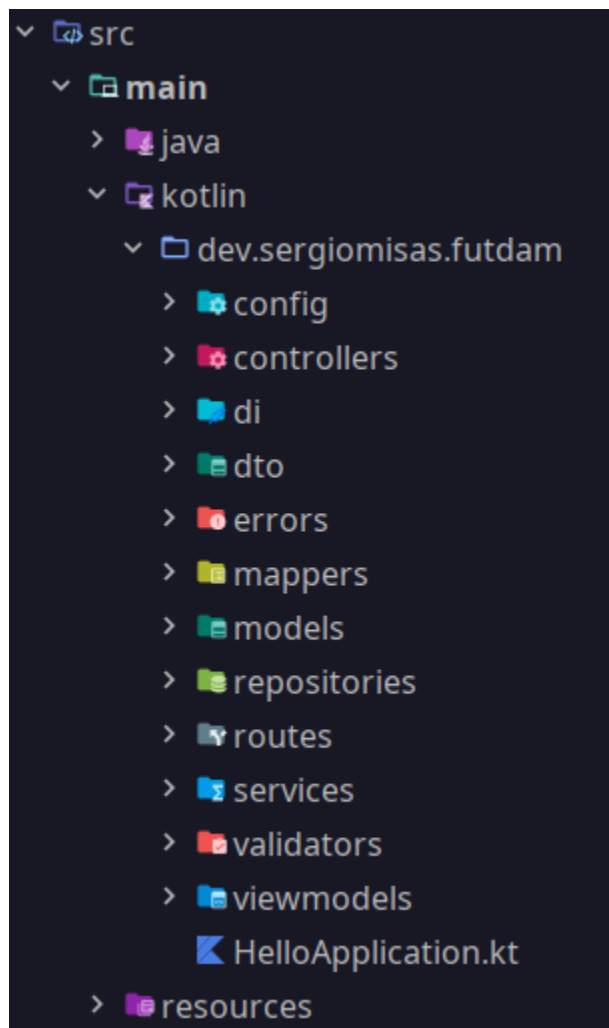 src
main
java
kotlin
dev.sergiomisas.futdam
config
controllers
di
dto
errors
mappers
models
repositories
routes
services
validators
viewmodels
HelloApplication.kt
resources